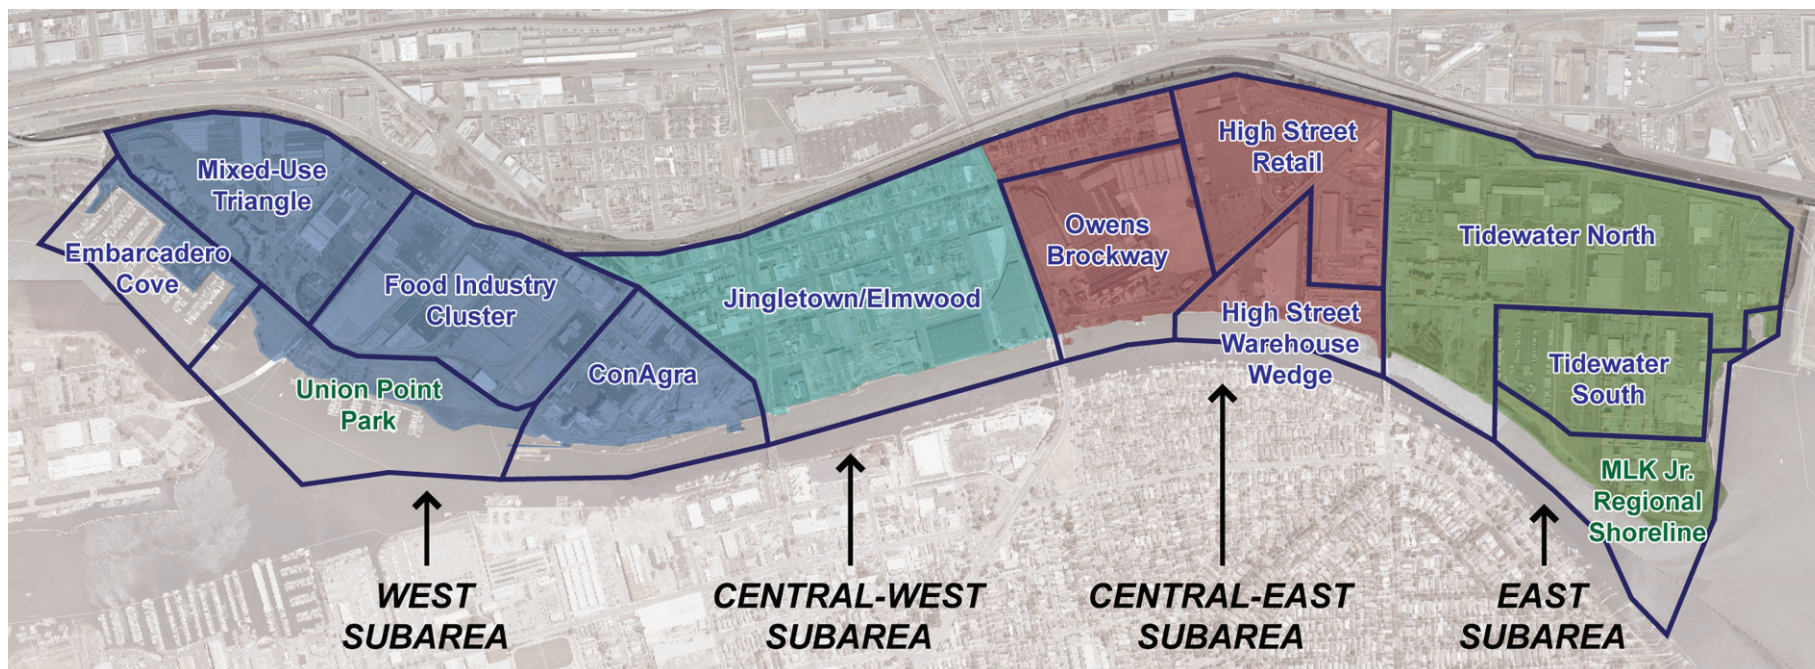 Mixed-Use
Triangle
Embarcadero
Cove
Food Industry
Cluster
Union Point
Park
ConAgra
Jingletown/Elmwood
Owens
Brockway
High Street
Retail
High Street
Warehouse
Wedge
Tidewater North
Tidewater
South
MLK Jr.
Regional
Shoreline
WEST
SUBAREA
CENTRAL-WEST
SUBAREA
CENTRAL-EAST
SUBAREA
EAST
SUBAREA